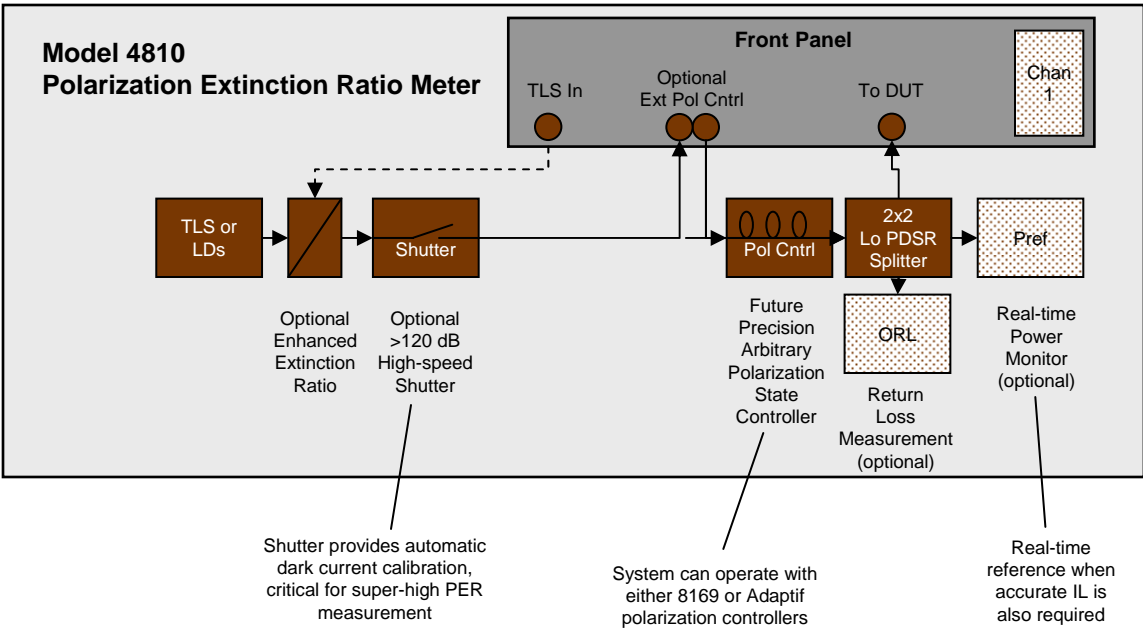 Model 4810
Polarization Extinction Ratio Meter
Front Panel
TLS In
Optional
Ext Pol Cntrl
To DUT
Chan
1
TLS or
LDs
Shutter
Pol Cntrl
2x2
Lo PDSR
Splitter
Pref
ORL
Optional
Enhanced
Extinction
Ratio
Optional
>120 dB
High-speed
Shutter
Future
Precision
Arbitrary
Polarization
State
Controller
Return
Loss
Measurement
(optional)
Real-time
Power
Monitor
(optional)
Shutter provides automatic
dark current calibration,
critical for super-high PER
measurement
System can operate with
either 8169 or Adaptif
polarization controllers
Real-time
reference when
accurate IL is
also required